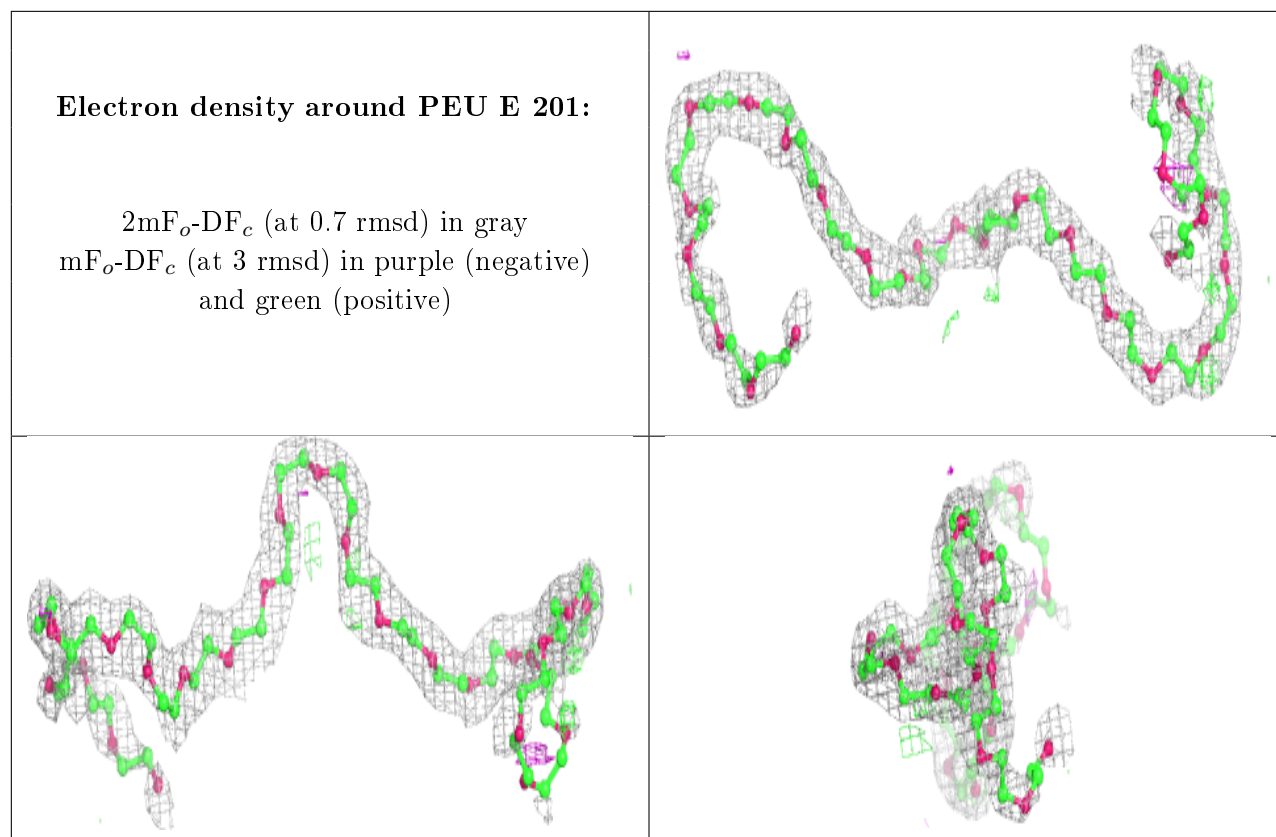 Electron density around PEU E 201:
2mFₒ-DF𝒸 (at 0.7 rmsd) in gray
mFₒ-DF𝒸 (at 3 rmsd) in purple (negative)
and green (positive)